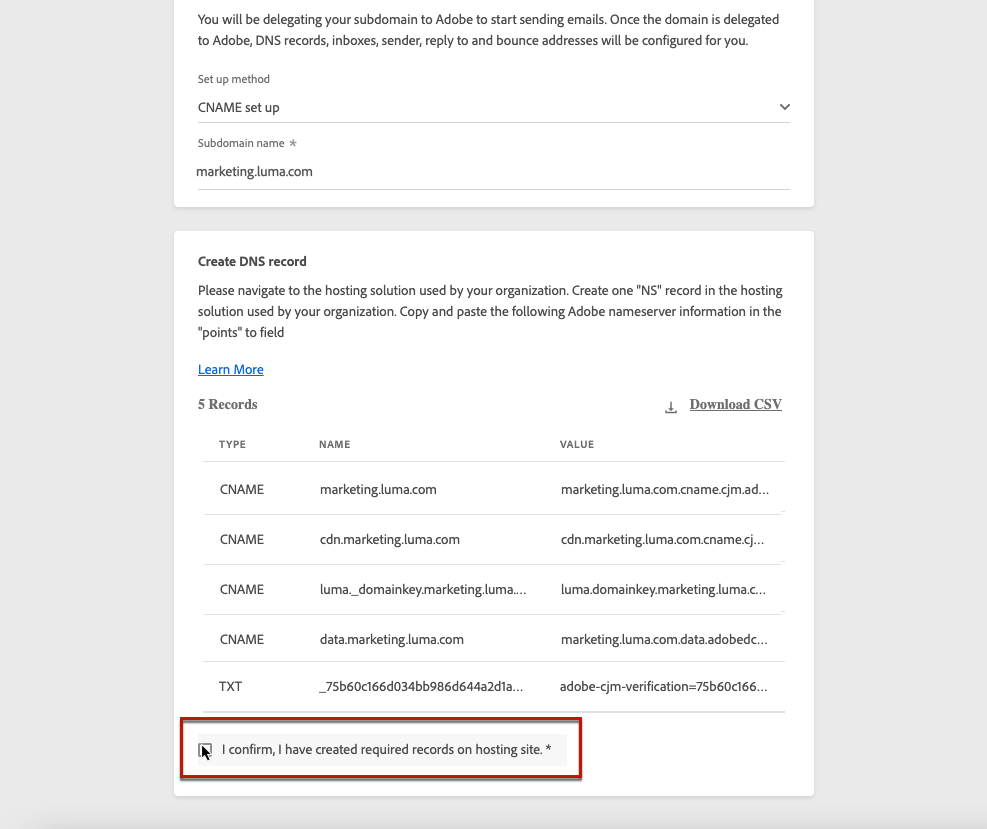 You will be delegating your subdomain to Adobe to start sending emails. Once the domain is delegated
to Adobe, DNS records, inboxes, sender, reply to and bounce addresses will be configured for you.
Set up method
CNAME set up
Subdomain name *
marketing.luma.com
Create DNS record
Please navigate to the hosting solution used by your organization. Create one "NS" record in the hosting
solution used by your organization. Copy and paste the following Adobe nameserver information in the
"points" to field
Learn More
5 Records Download CSV
TYPE NAME VALUE
CNAME marketing.luma.com marketing.luma.com.cname.cjm.ad...
CNAME cdn.marketing.luma.com cdn.marketing.luma.com.cname.cj...
CNAME luma._domainkey.marketing.luma.... luma.domainkey.marketing.luma.c...
CNAME data.marketing.luma.com marketing.luma.com.data.adobedc...
TXT _75b60c166d034bb986d644a2d1a... adobe-cjm-verification=75b60c166...
I confirm, I have created required records on hosting site. *